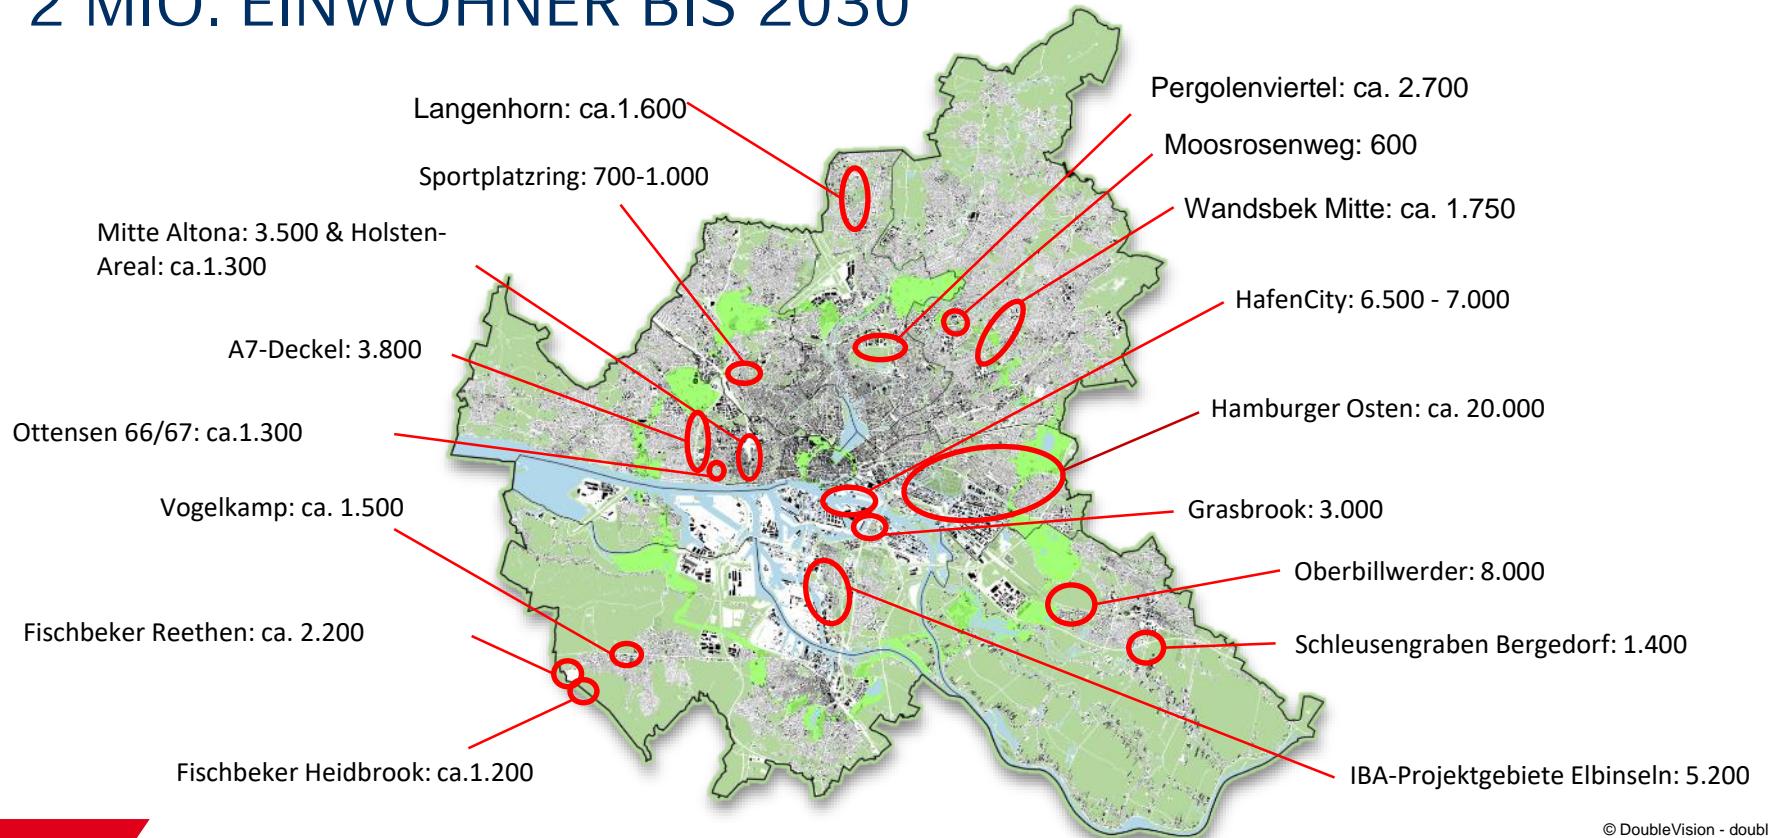 2 MIO. EINWOHNER BIS 2030
Langenhorn: ca.1.600
Sportplatzring: 700-1.000
Mitte Altona: 3.500 & Holsten-
Areal: ca.1.300
A7-Deckel: 3.800
Ottensen 66/67: ca.1.300
Vogelkamp: ca. 1.500
Fischbeker Reethen: ca. 2.200
Fischbeker Heidbrook: ca.1.200
Pergolenviertel: ca. 2.700
Moosrosenweg: 600
Wandsbek Mitte: ca. 1.750
HafenCity: 6.500 - 7.000
Hamburger Osten: ca. 20.000
Grasbrook: 3.000
Oberbillwerder: 8.000
Schleusengraben Bergedorf: 1.400
IBA-Projektgebiete Elbinseln: 5.200
© DoubleVision - doubl